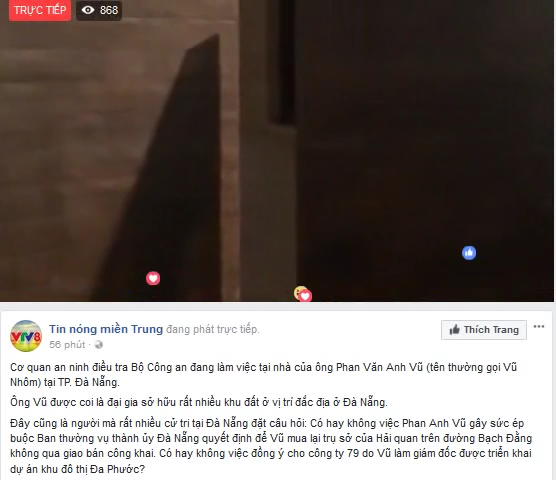 TRỰC TIẾP 868
VTV8
Tin nóng miền Trung đang phát trực tiếp.
56 phút ·
Thích Trang
Cơ quan an ninh điều tra Bộ Công an đang làm việc tại nhà của ông Phan Văn Anh Vũ (tên thường gọi Vũ
Nhôm) tại TP. Đà Nẵng.
Ông Vũ được coi là đại gia sở hữu rất nhiều khu đất ở vị trí đắc địa ở Đà Nẵng.
Đây cũng là người mà rất nhiều cử tri tại Đà Nẵng đặt câu hỏi: Có hay không việc Phan Anh Vũ gây sức ép
buộc Ban thường vụ thành ủy Đà Nẵng quyết định để Vũ mua lại trụ sở của Hải quan trên đường Bạch Đằng
không qua giao bán công khai. Có hay không việc đồng ý cho công ty 79 do Vũ làm giám đốc được triển khai
dự án khu đô thị Đa Phước?